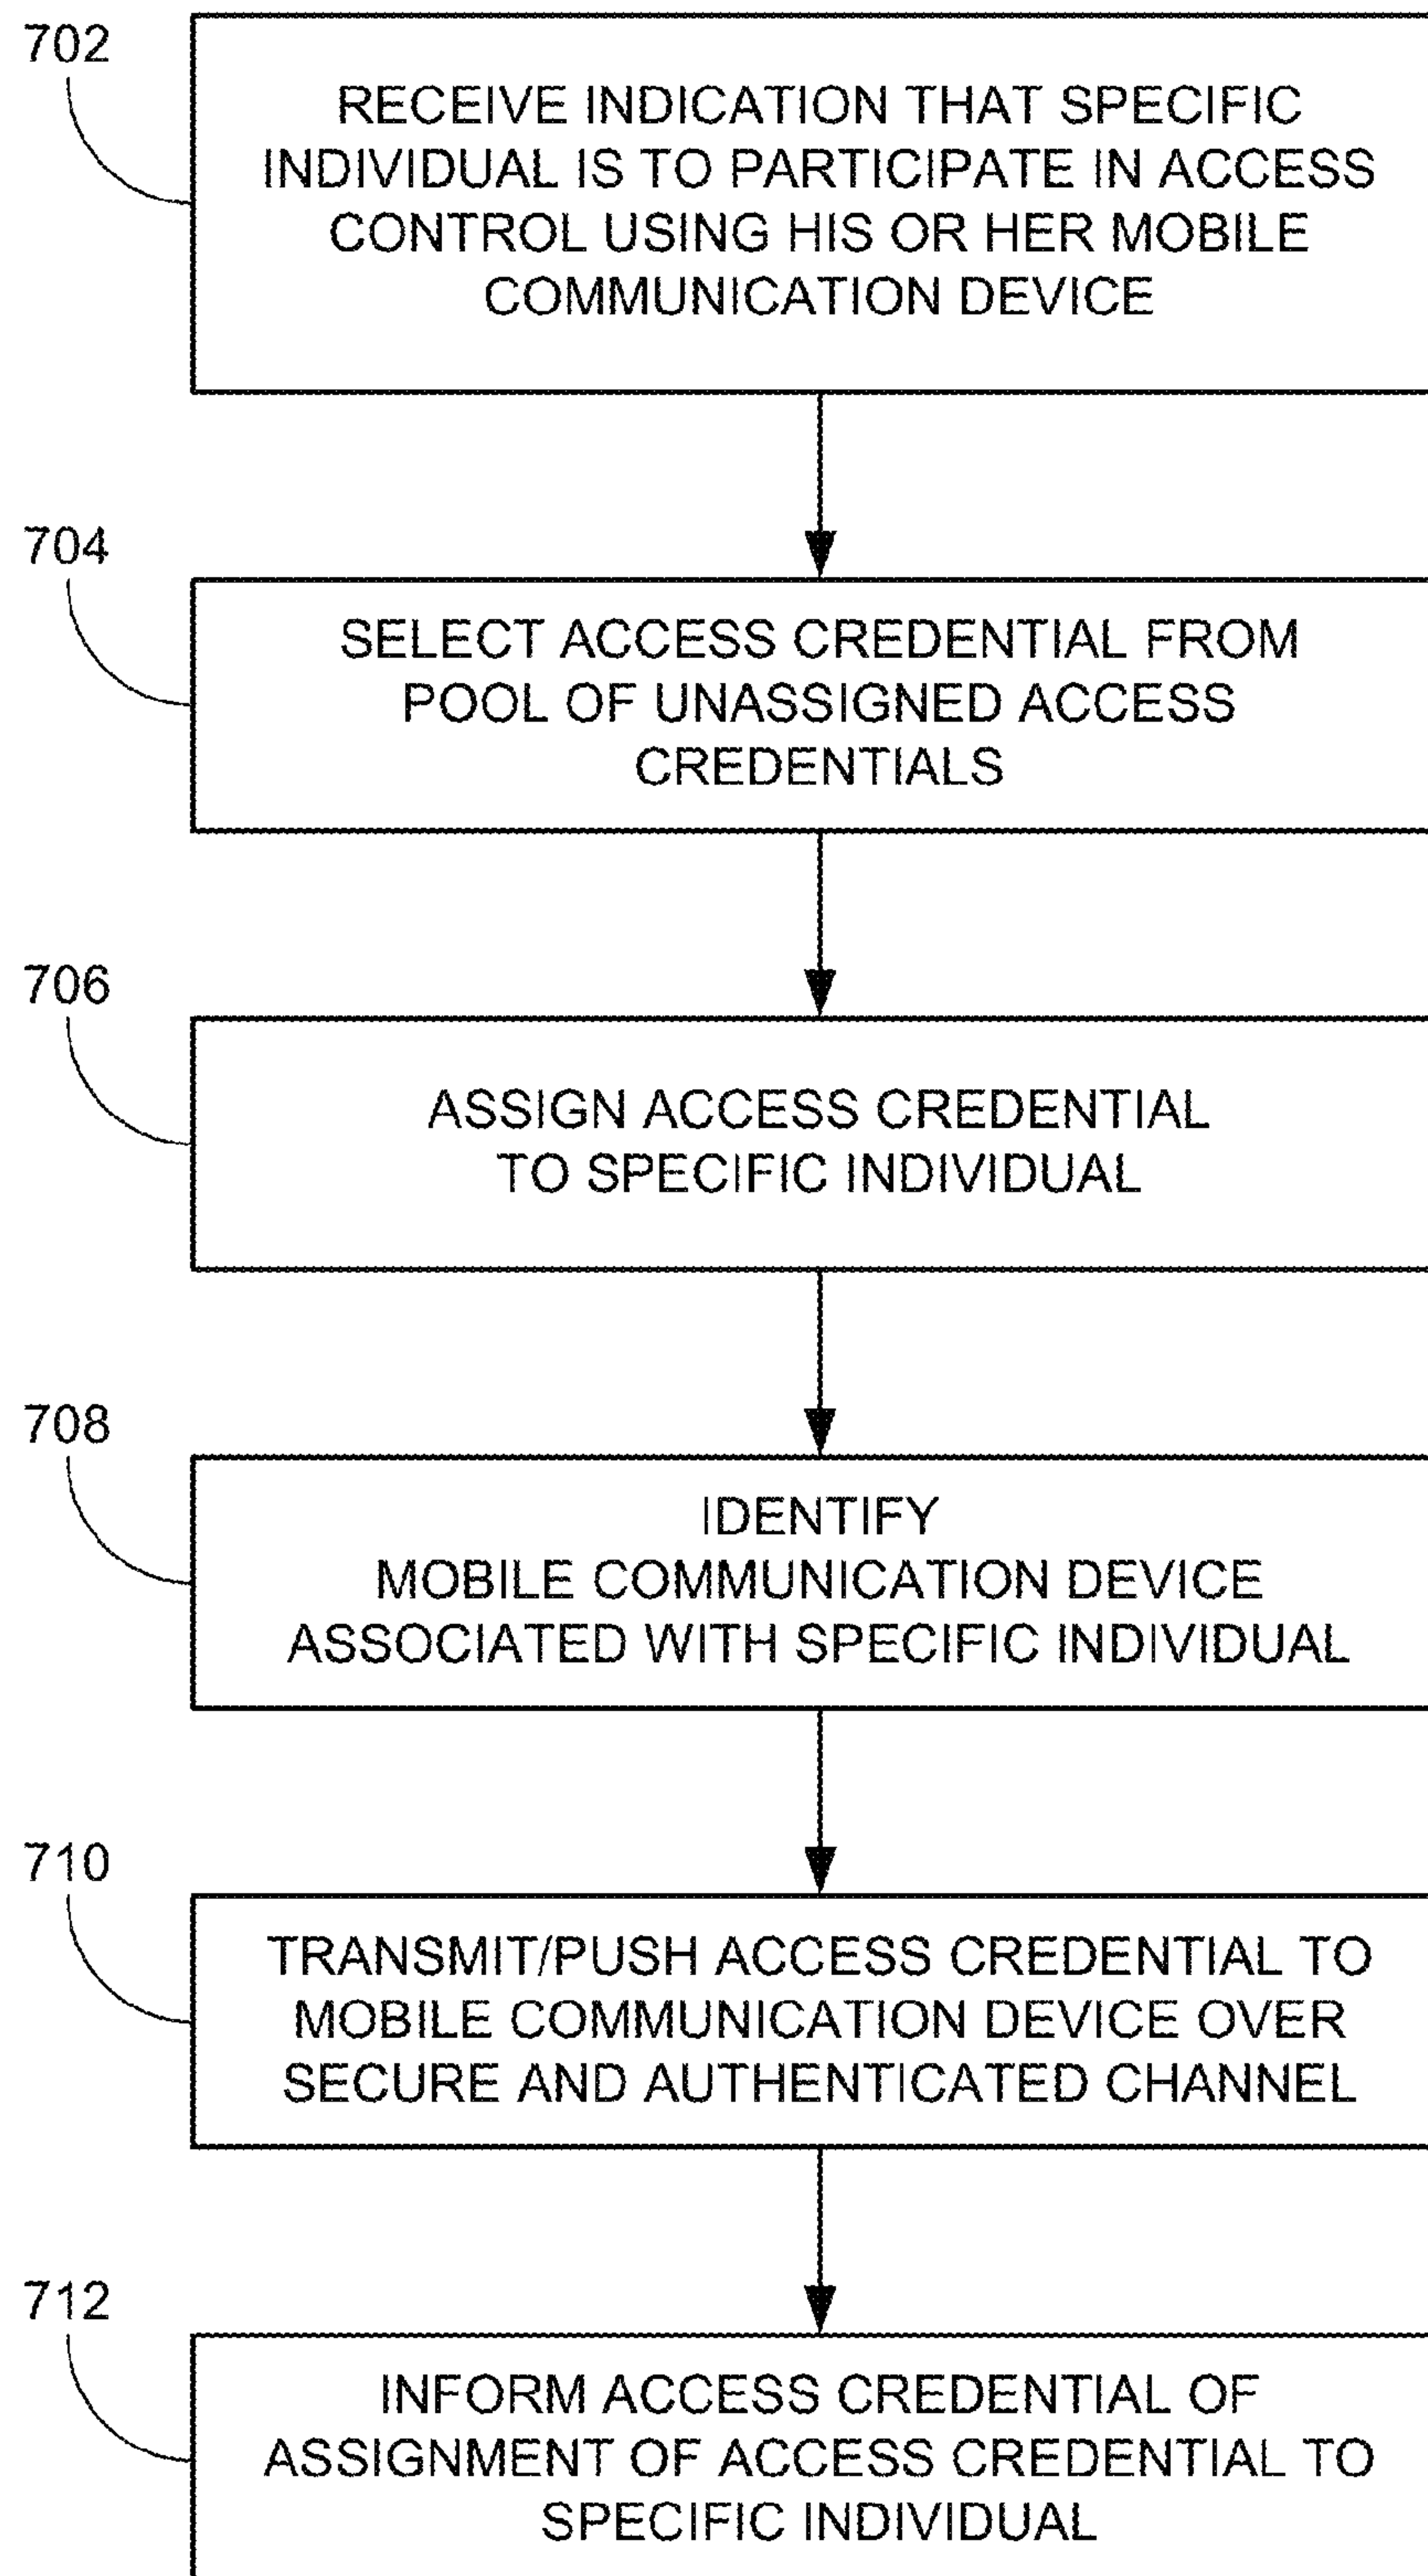 702
RECEIVE INDICATION THAT SPECIFIC
INDIVIDUAL IS TO PARTICIPATE IN ACCESS
CONTROL USING HIS OR HER MOBILE
COMMUNICATION DEVICE
704
SELECT ACCESS CREDENTIAL FROM
POOL OF UNASSIGNED ACCESS
CREDENTIALS
706
ASSIGN ACCESS CREDENTIAL
TO SPECIFIC INDIVIDUAL
708
IDENTIFY
MOBILE COMMUNICATION DEVICE
ASSOCIATED WITH SPECIFIC INDIVIDUAL
710
TRANSMIT/PUSH ACCESS CREDENTIAL TO
MOBILE COMMUNICATION DEVICE OVER
SECURE AND AUTHENTICATED CHANNEL
712
INFORM ACCESS CREDENTIAL OF
ASSIGNMENT OF ACCESS CREDENTIAL TO
SPECIFIC INDIVIDUAL